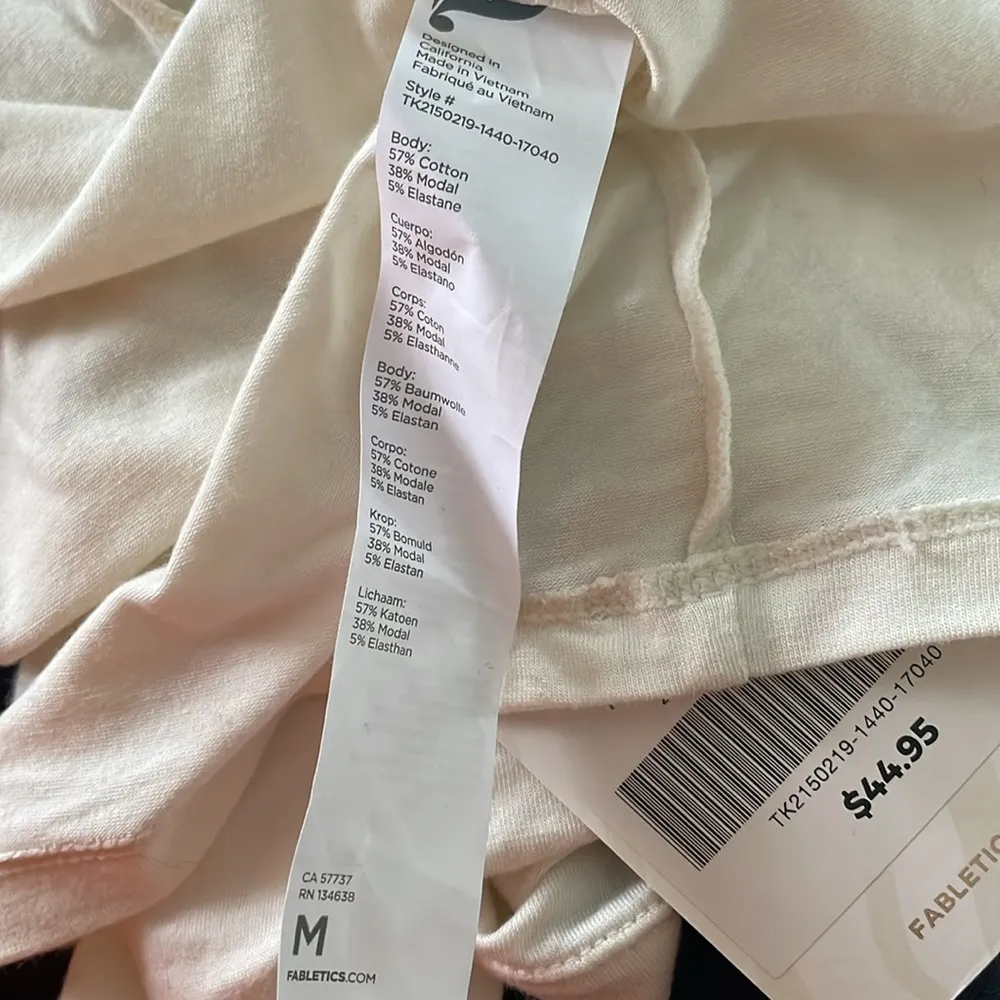 Designed in
California
Made in Vietnam
Fabriqué au Vietnam
Style #
TK2150219-1440-17040
Body:
57% Cotton
38% Modal
5% Elastane
Cuerpo:
57% Algodón
38% Modal
5% Elastano
Corps:
57% Coton
38% Modal
5% Elasthanne
Body:
57% Baumwolle
38% Modal
5% Elastan
Corpo:
57% Cotone
38% Modale
5% Elastan
Krop:
57% Bomuld
38% Modal
5% Elastan
Lichaam:
57% Katoen
38% Modal
5% Elasthan
CA 57737
RN 134638
M
FABLETICS.COM
TK2150219-1440-17040
$44.95
FABLETIC